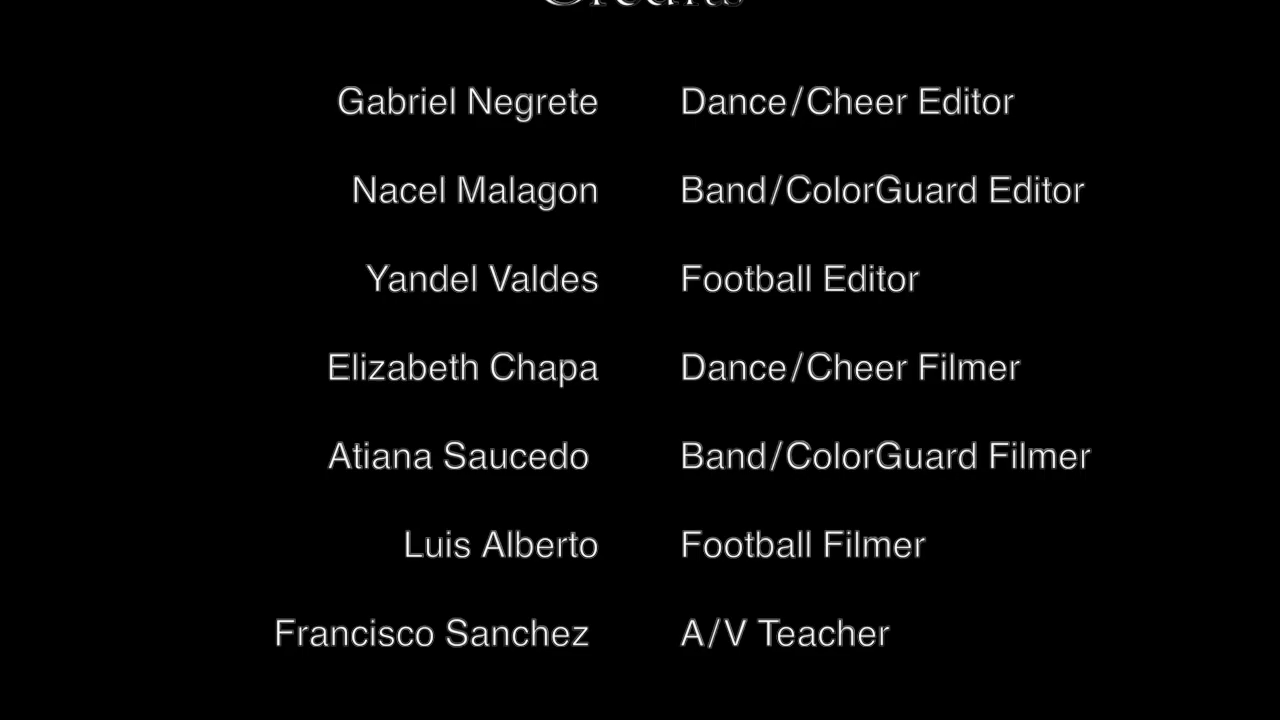 Credits
Gabriel Negrete Dance/Cheer Editor
Nacel Malagon Band/ColorGuard Editor
Yandel Valdes Football Editor
Elizabeth Chapa Dance/Cheer Filmer
Atiana Saucedo Band/ColorGuard Filmer
Luis Alberto Football Filmer
Francisco Sanchez A/V Teacher